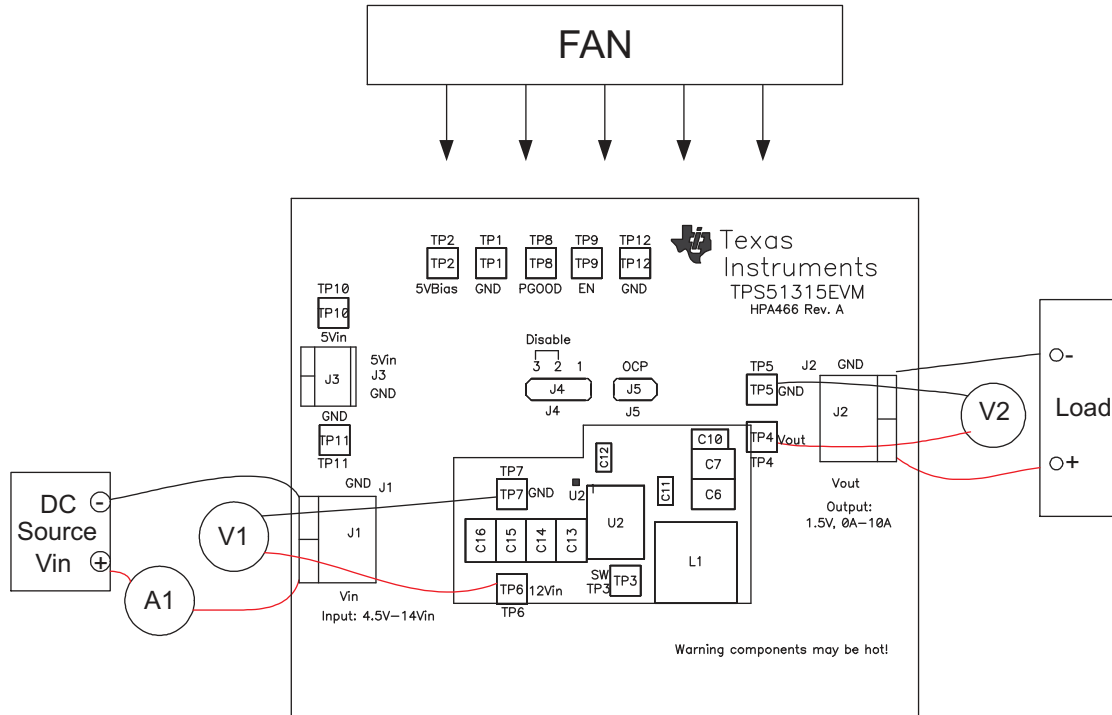 FAN
Texas
Instruments
TPS51315EVM
HPA466 Rev. A
TP2 TP1 TP8 TP9 TP12
TP2 TP1 TP8 TP9 TP12
5VBias GND PGOOD EN GND
TP10
TP10
5Vin
J3
5Vin
J3
GND
GND
TP11
TP11
Disable
3 2 1
J4
J4
OCP
J5
J5
TP5
TP5
GND
TP4
Vout
TP4
J2
GND
J2
Vout
Output:
1.5V, 0A-10A
V2
-
Load
+
DC
Source
Vin
-
+
V1
A1
GND
J1
J1
Vin
Input: 4.5V-14Vin
TP7
TP7
GND
C16
C15
C14
C13
TP6
12Vin
TP6
C12
U2
1
U2
C11
C10
C7
C6
SW
TP3
TP3
L1
Warning components may be hot!